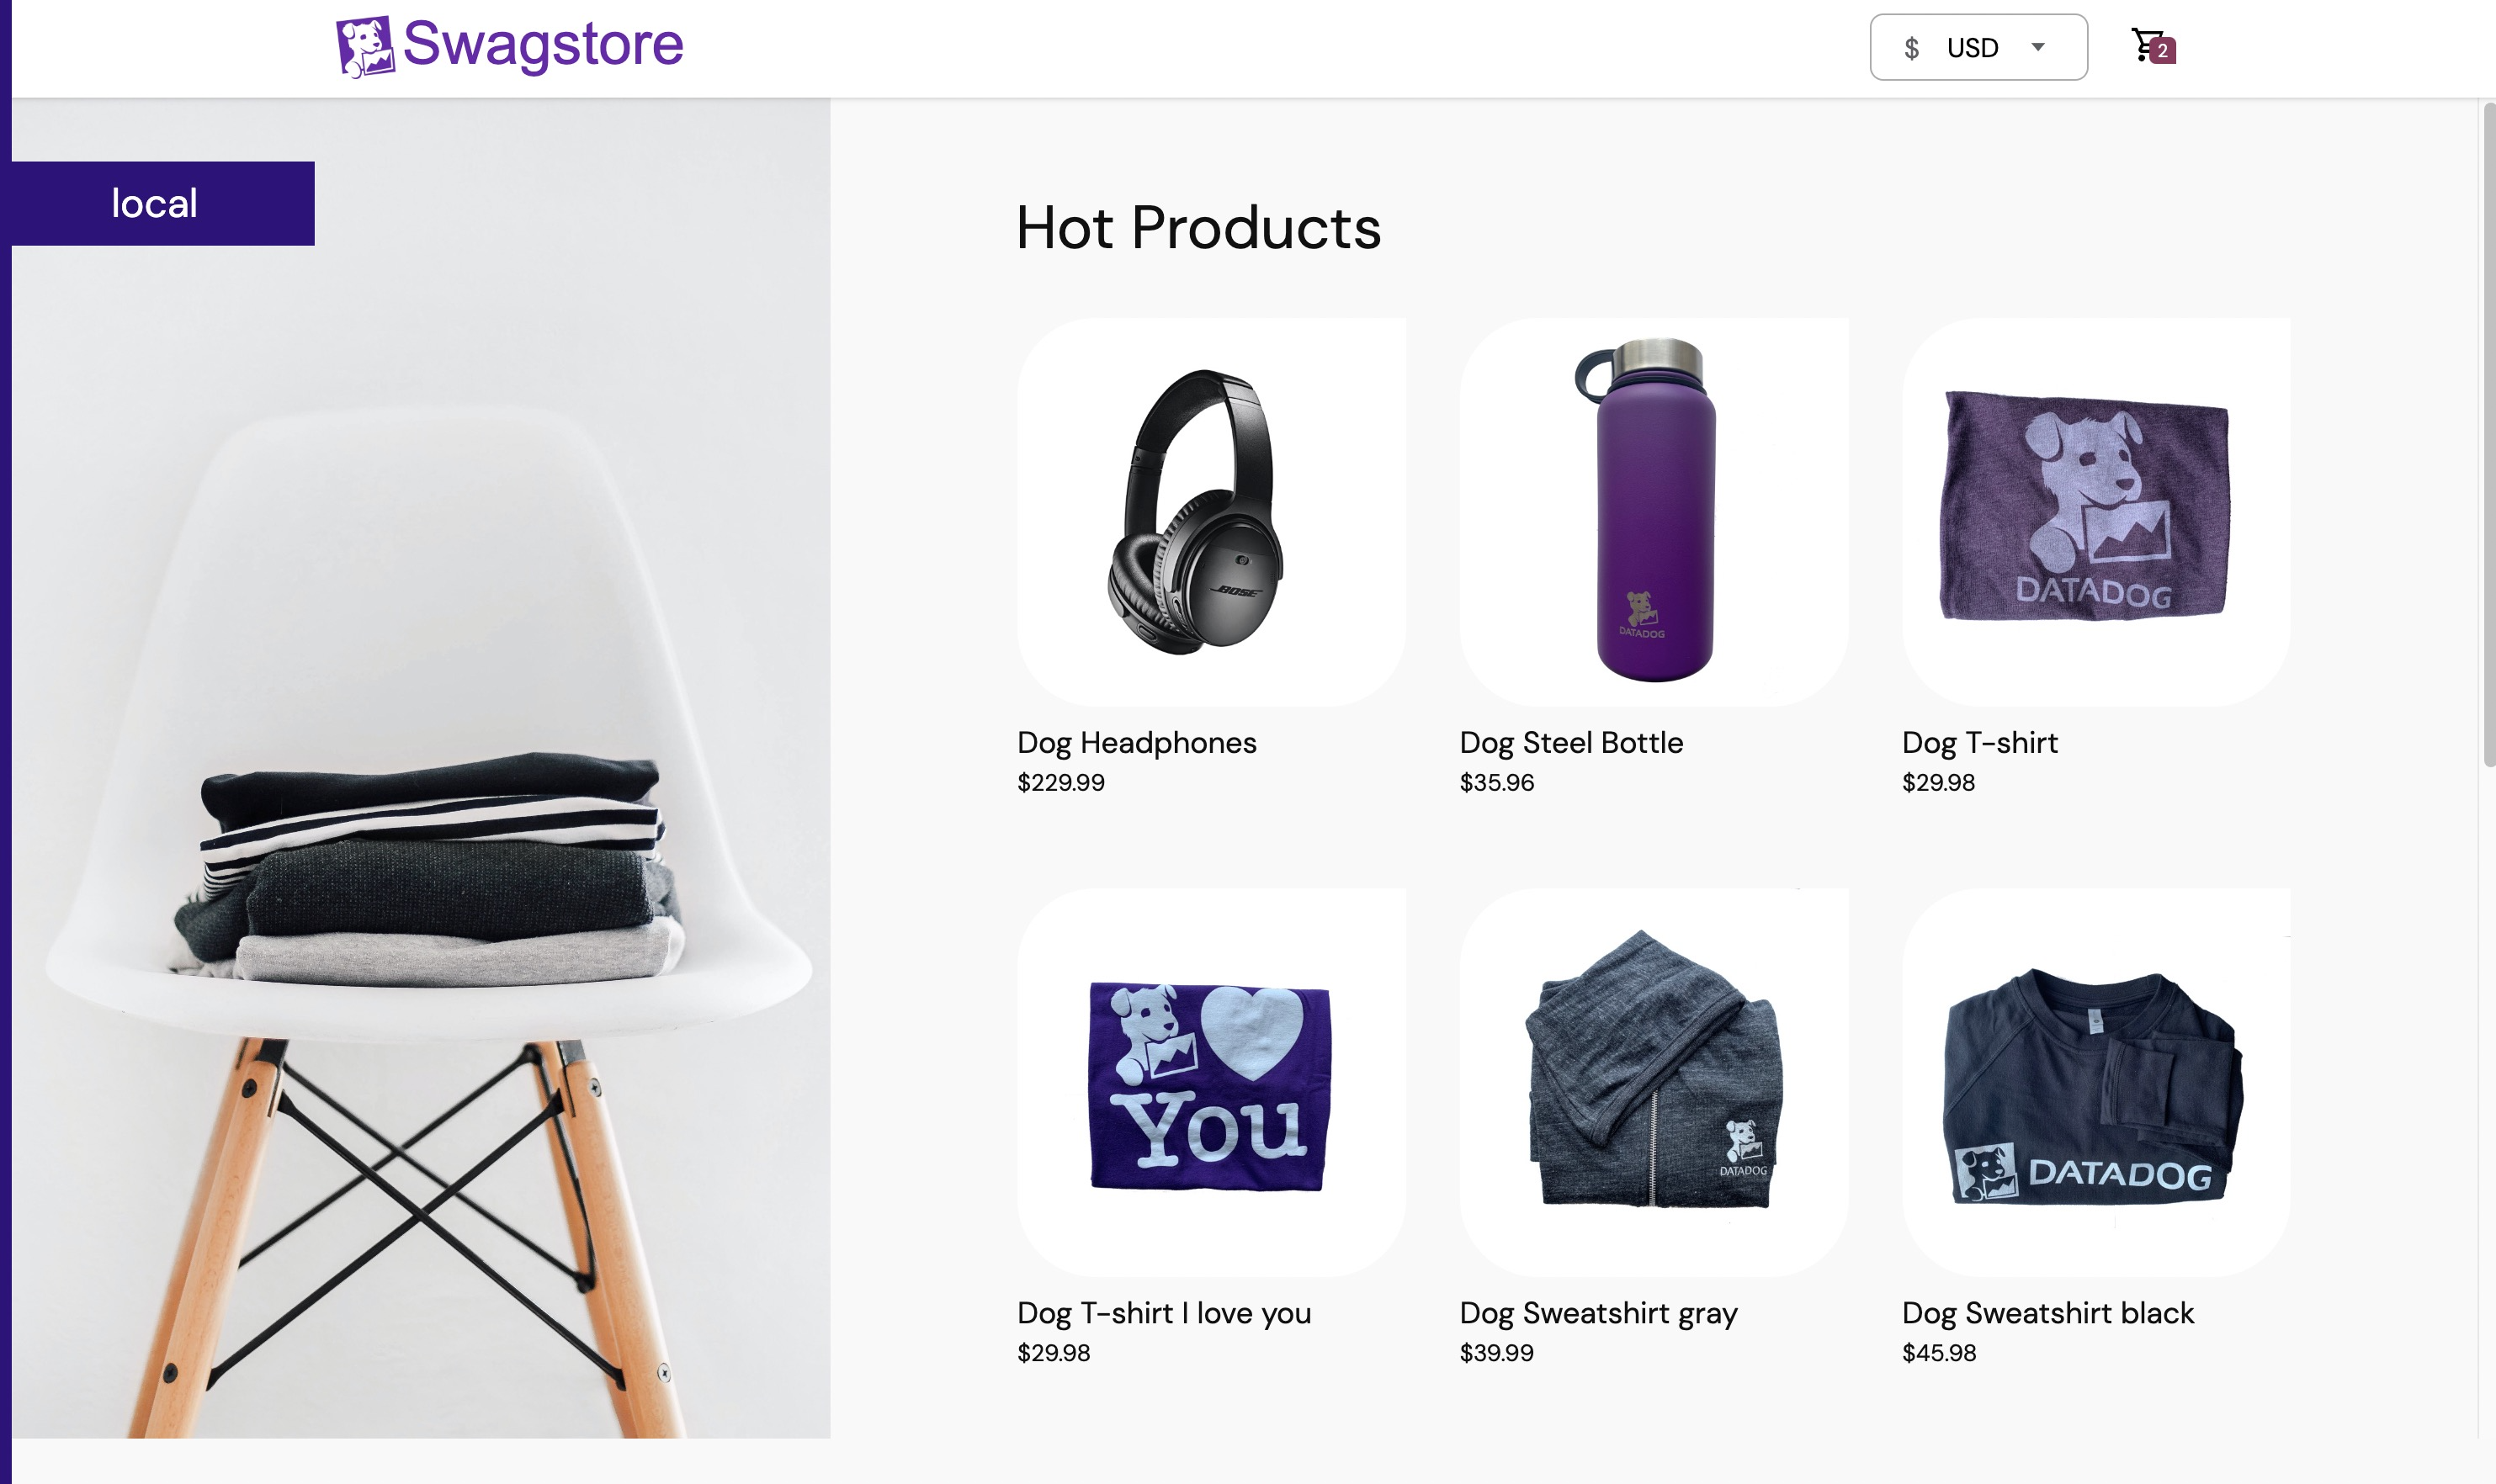 Swagstore
$ USD
2
local
Hot Products
BOSE
DATADOG
DATADOG
Dog Headphones
$229.99
Dog Steel Bottle
$35.96
Dog T-shirt
$29.98
You
DATADOG
DATADOG
Dog T-shirt I love you
$29.98
Dog Sweatshirt gray
$39.99
Dog Sweatshirt black
$45.98